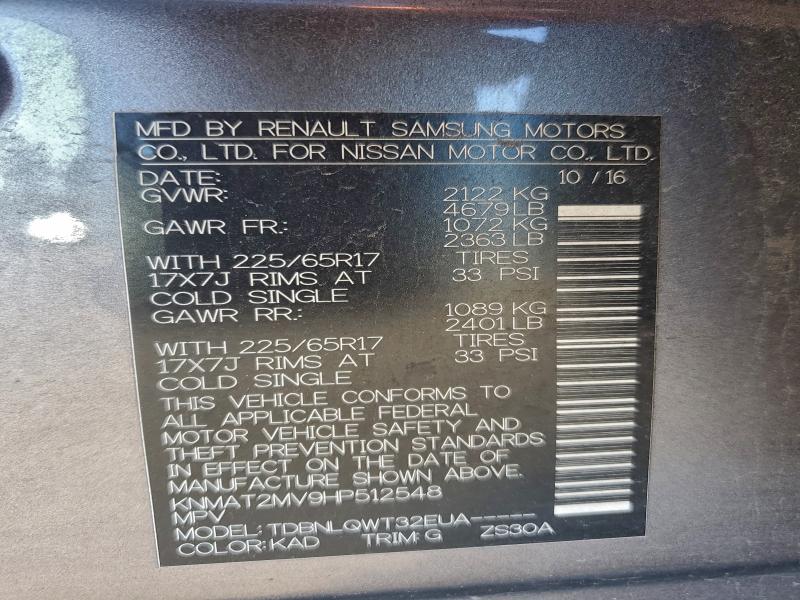 MFD BY RENAULT SAMSUNG MOTORS
CO., LTD. FOR NISSAN MOTOR CO., LTD.
DATE: 10 / 16
GVWR: 2122 KG
4679 LB
GAWR FR.: 1072 KG
2363 LB
WITH 225/65R17 TIRES
17X7J RIMS AT 33 PSI
COLD SINGLE
GAWR RR.: 1089 KG
2401 LB
WITH 225/65R17 TIRES
17X7J RIMS AT 33 PSI
COLD SINGLE
THIS VEHICLE CONFORMS TO
ALL APPLICABLE FEDERAL
MOTOR VEHICLE SAFETY AND
THEFT PREVENTION STANDARDS
IN EFFECT ON THE DATE OF
MANUFACTURE SHOWN ABOVE.
KNMAT2MV9HP512548
MPV
MODEL: TDBNLQWT32EUA-----
COLOR: KAD TRIM: G ZS30A